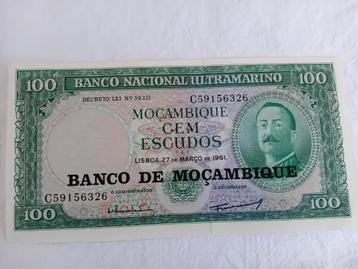 100 BANCO NACIONAL ULTRAMARINO 100
DECRETO LEI Nº 39221 C59156326
MOÇAMBIQUE
CEM
ESCUDOS
LISBOA, 27 DE MARÇO DE 1961.
BANCO DE MOÇAMBIQUE
C59156326 O ADMINISTRADOR O GOVERNADOR
100 100